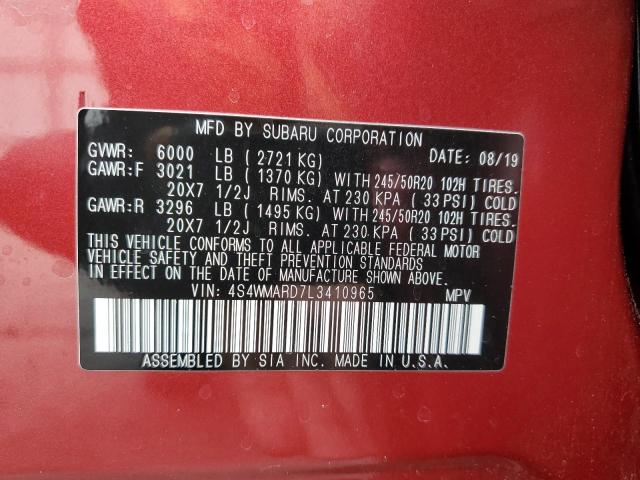 MFD BY SUBARU CORPORATION
GVWR: 6000 LB ( 2721 KG) DATE: 08/19
GAWR:F 3021 LB ( 1370 KG) WITH 245/50R20 102H TIRES.
20X7 1/2J RIMS. AT 230 KPA ( 33 PSI) COLD
GAWR:R 3296 LB ( 1495 KG) WITH 245/50R20 102H TIRES.
20X7 1/2J RIMS. AT 230 KPA ( 33 PSI) COLD
THIS VEHICLE CONFORMS TO ALL APPLICABLE FEDERAL MOTOR
VEHICLE SAFETY AND THEFT PREVENTION STANDARDS
IN EFFECT ON THE DATE OF MANUFACTURE SHOWN ABOVE.
VIN: 4S4WMARD7L3410965 MPV
ASSEMBLED BY SIA INC. MADE IN U.S.A.